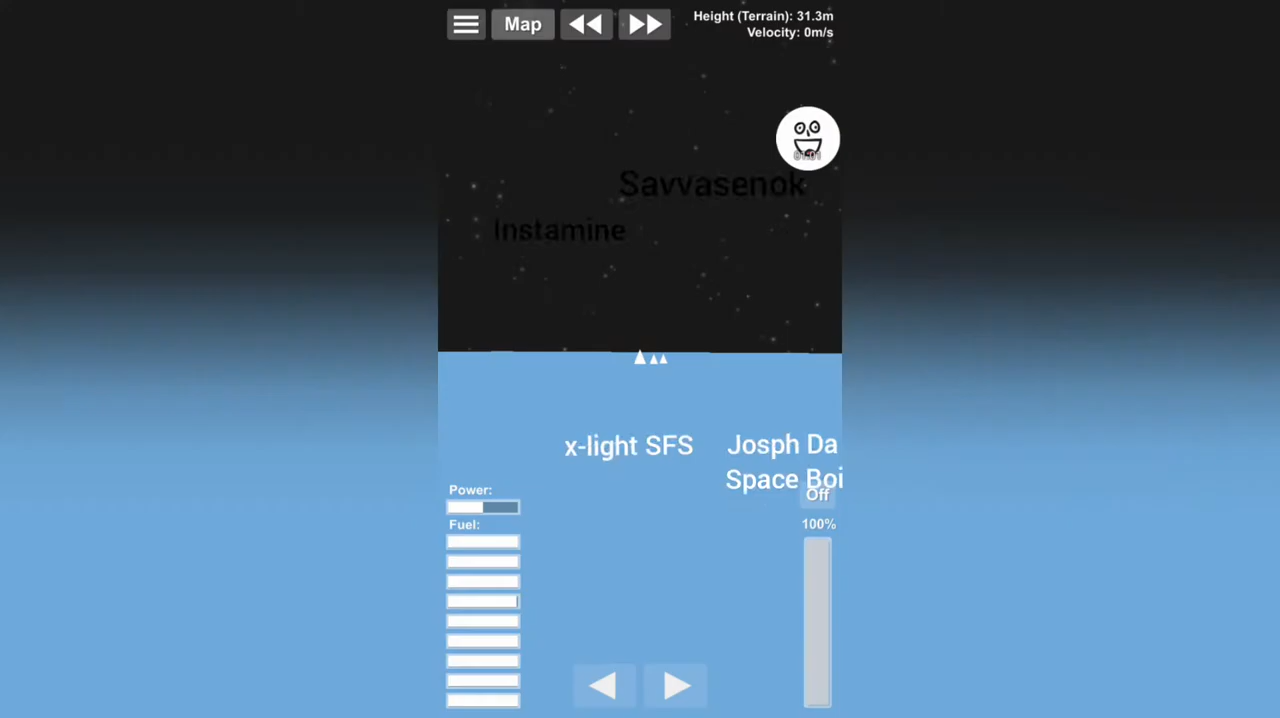 Map
Height (Terrain): 31.3m
Velocity: 0m/s
Savvasenok
Instamine
x-light SFS
Josph Da
Space Boi
Off
Power:
Fuel:
100%